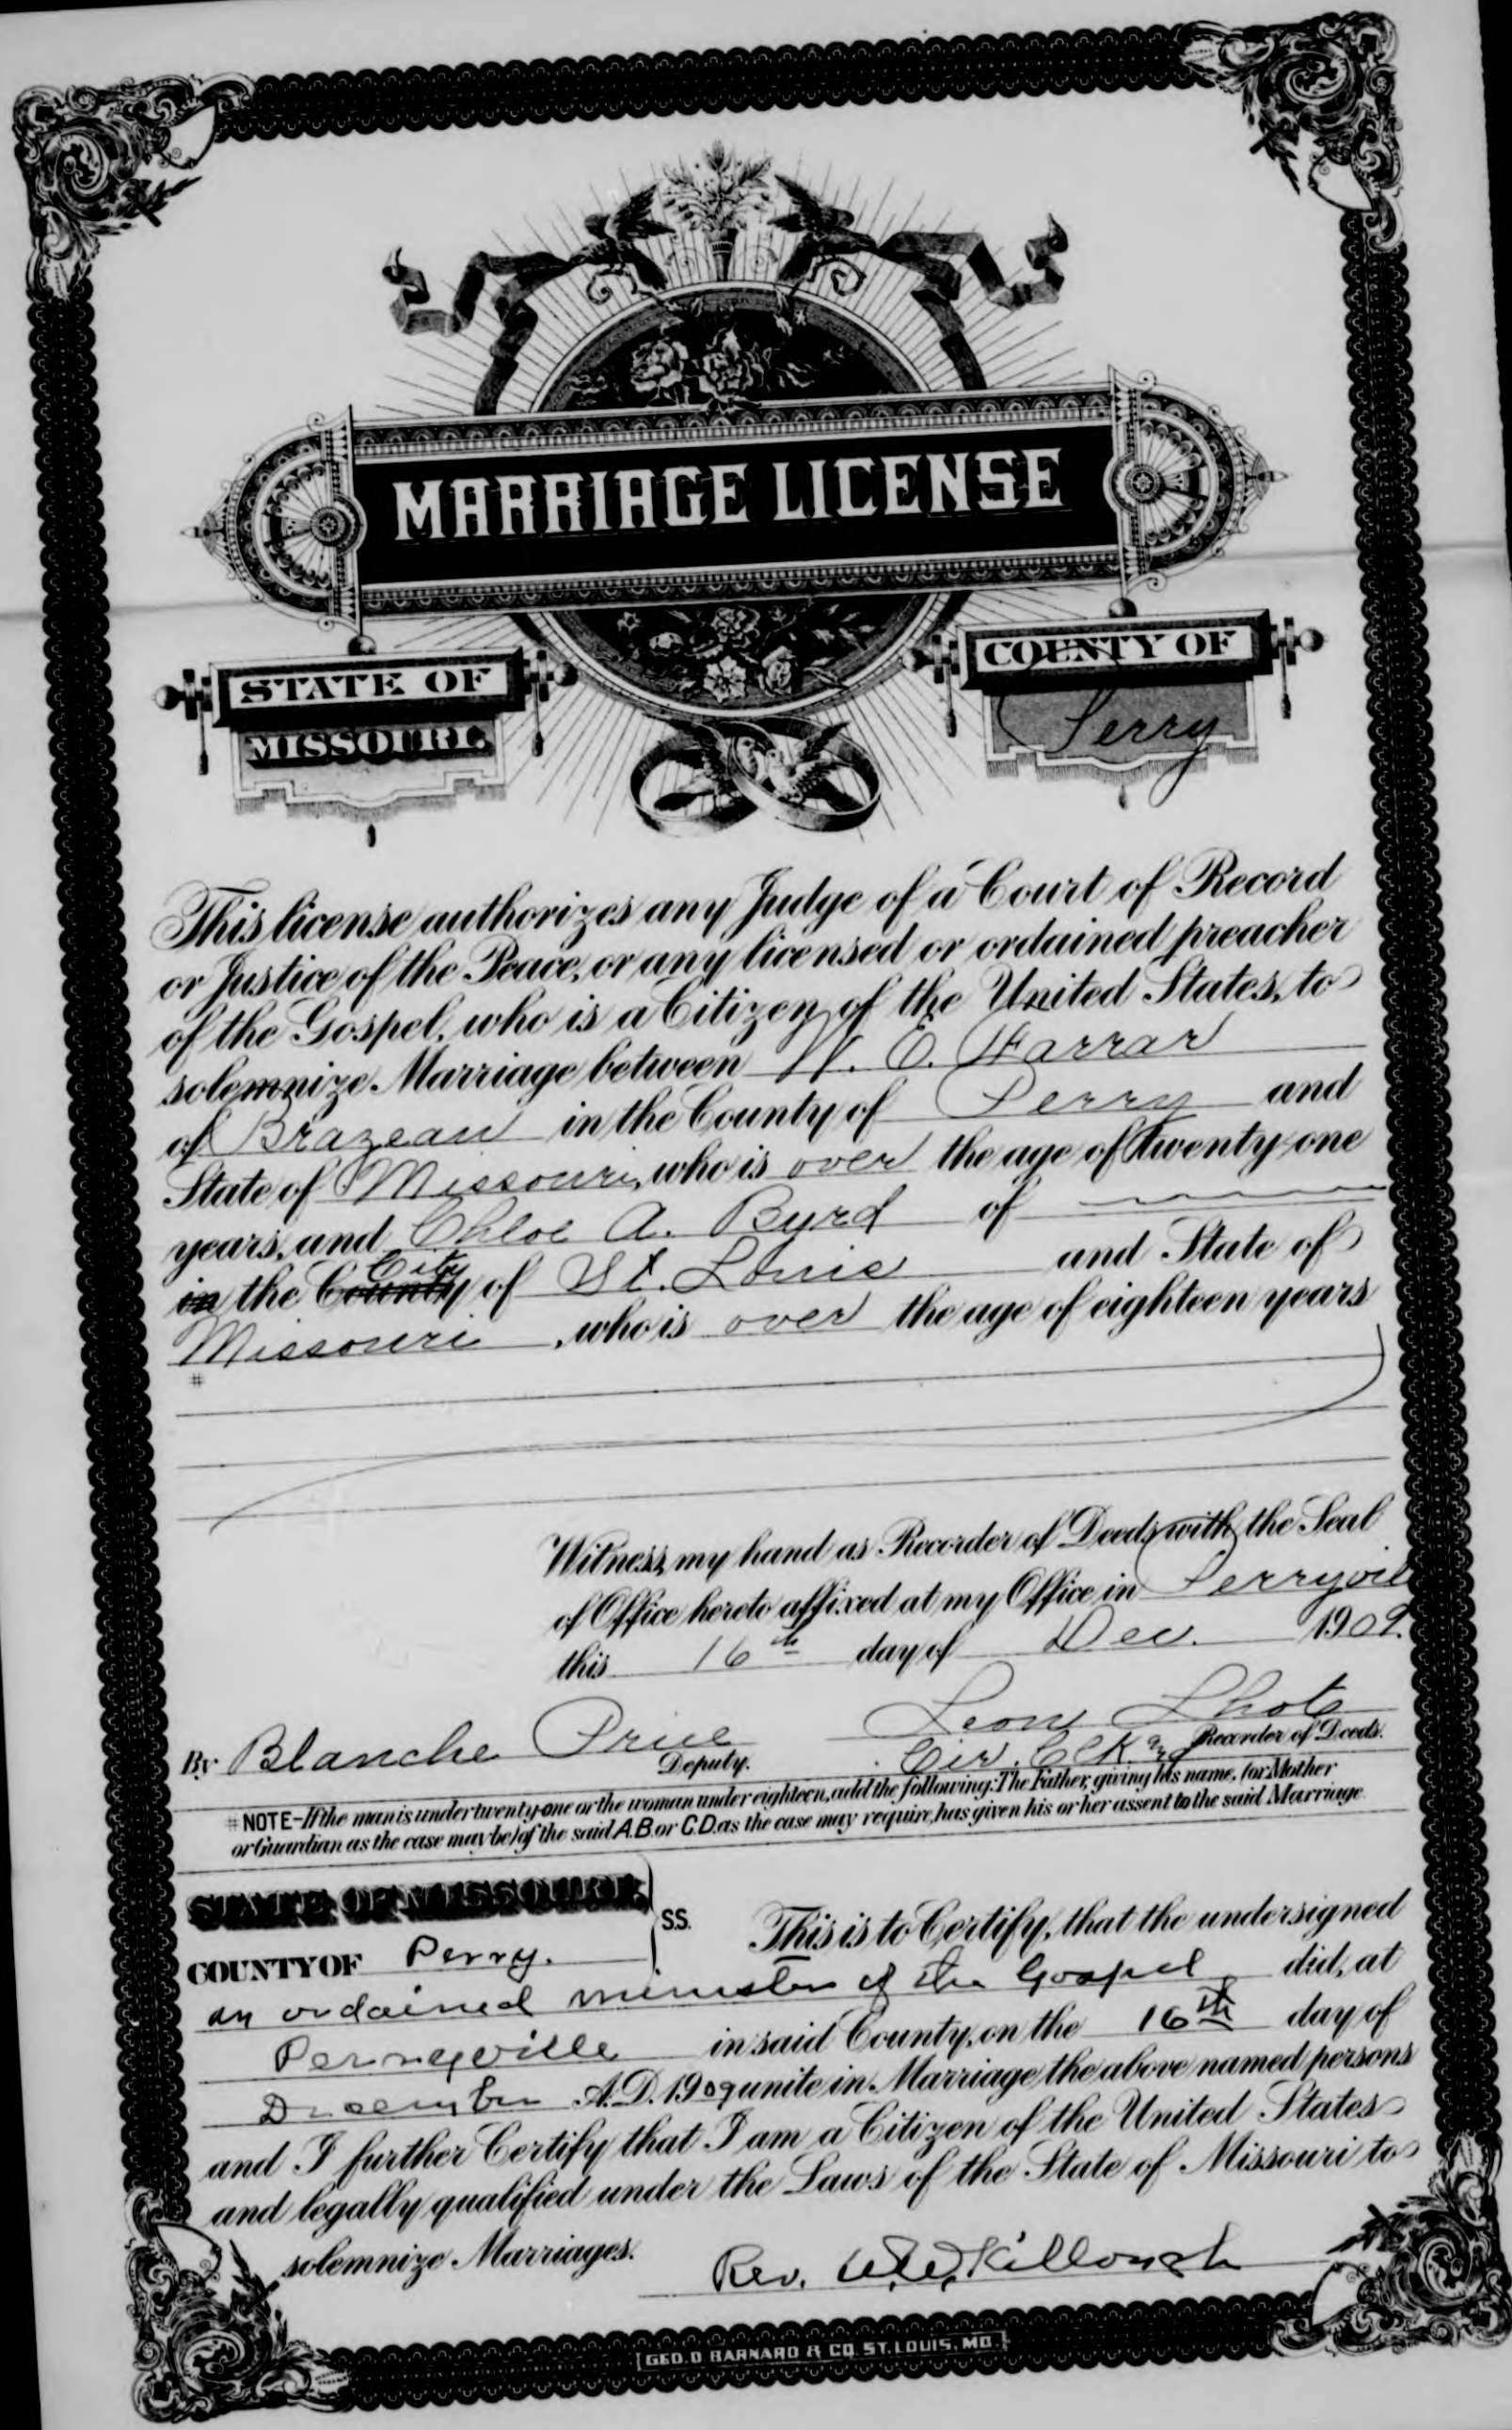 MARRIAGE LICENSE
STATE OF
MISSOURI.
COUNTY OF
Perry
This license authorizes any Judge of a Court of Record
or Justice of the Peace, or any licensed or ordained preacher
of the Gospel, who is a Citizen of the United States, to
solemnize Marriage between W. E. Farrar
of Brazeau in the County of Perry and
State of Missouri, who is over the age of twenty-one
years, and Chloe A. Byrd of
City
in the County of St. Louis and State of
Missouri, who is over the age of eighteen years
#
Witness my hand as Recorder of Deeds with the Seal
of Office hereto affixed at my Office in Perryvil
this 16th day of Dec. 1909.
Leon Lhote
By Blanche Price Deputy. Cir. Clk and Recorder of Deeds.
#NOTE-If the man is under twenty-one or the woman under eighteen, add the following: The Father, giving his name, (or Mother
or Guardian as the case may be) of the said A.B. or C.D. as the case may require, has given his or her assent to the said Marriage.
STATE OF MISSOURI,
COUNTY OF Perry. SS. This is to Certify, that the undersigned
an ordained minister of the Gospel did, at
Perryville in said County, on the 16th day of
December A.D. 1909 unite in Marriage the above named persons
and I further Certify that I am a Citizen of the United States
and legally qualified under the Laws of the State of Missouri to
solemnize Marriages.
Rev. Killough
GEO. D BARNARD & CO. ST. LOUIS, MO.